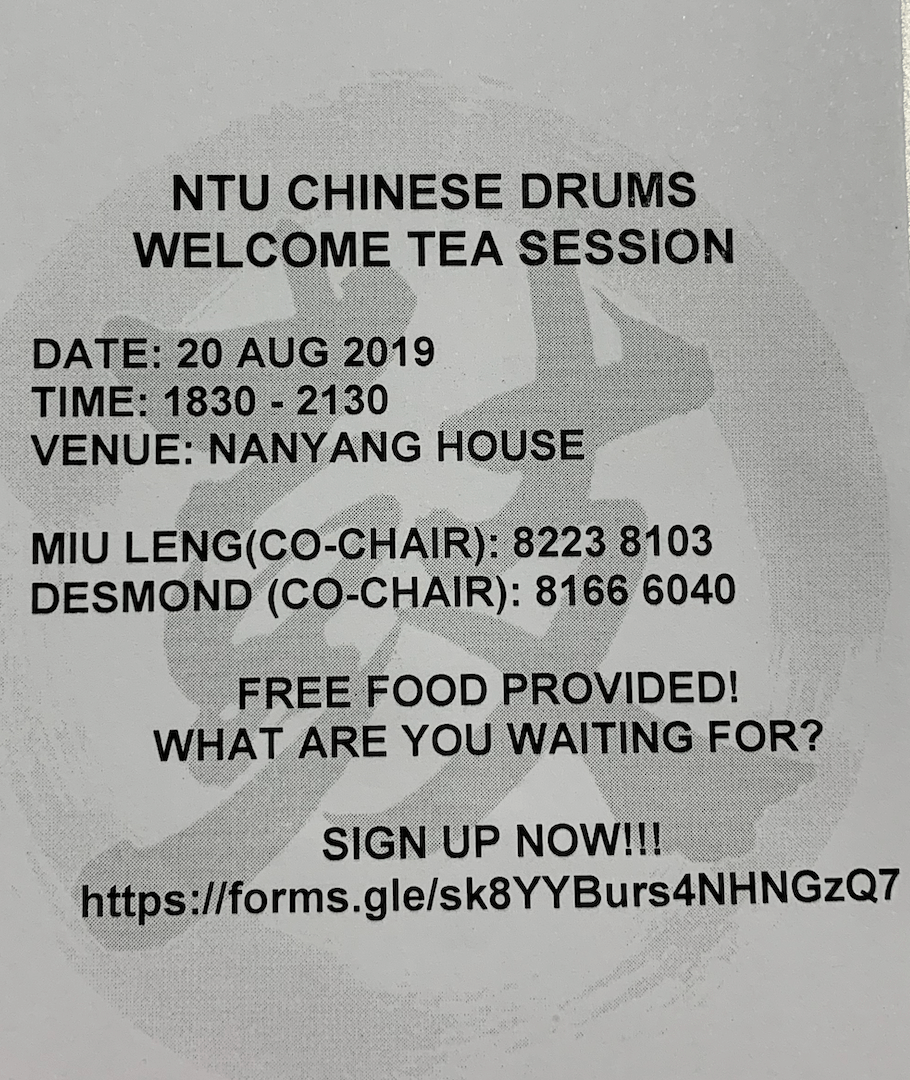 NTU CHINESE DRUMS
WELCOME TEA SESSION
DATE: 20 AUG 2019
TIME: 1830 - 2130
VENUE: NANYANG HOUSE
MIU LENG(CO-CHAIR): 8223 8103
DESMOND (CO-CHAIR): 8166 6040
FREE FOOD PROVIDED!
WHAT ARE YOU WAITING FOR?
SIGN UP NOW!!!
https://forms.gle/sk8YYBurs4NHNGzQ7